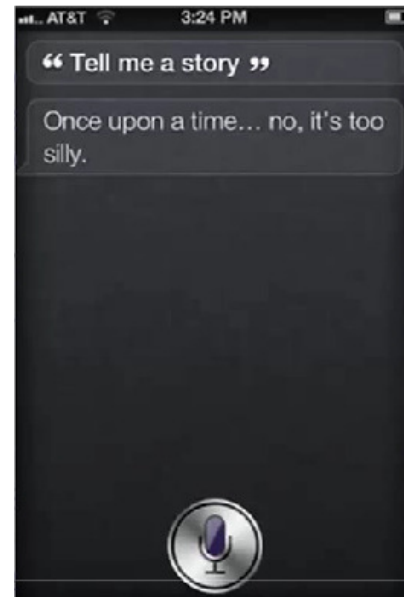 AT&T 3:24 PM
“ Tell me a story ”
Once upon a time... no, it's too
silly.